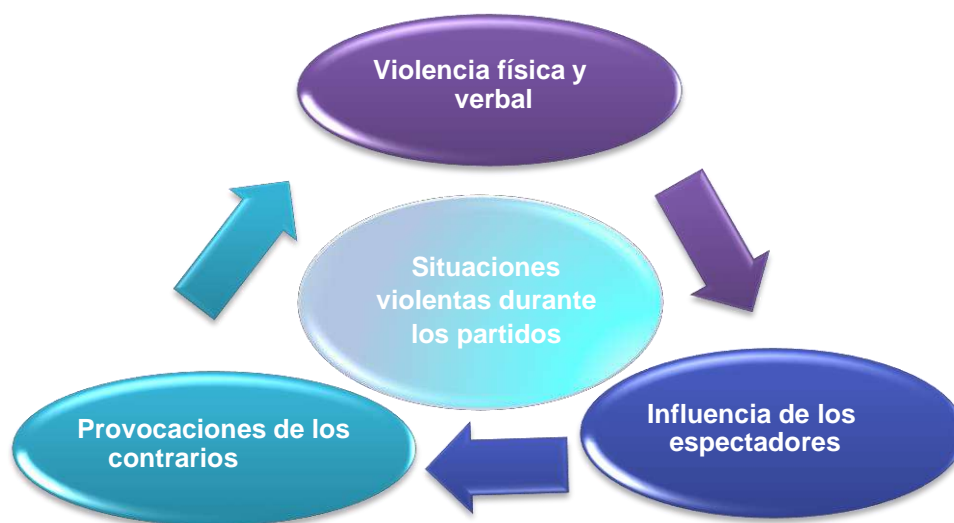 Violencia física y
verbal
Situaciones
violentas durante
los partidos
Provocaciones de los
contrarios
Influencia de los
espectadores